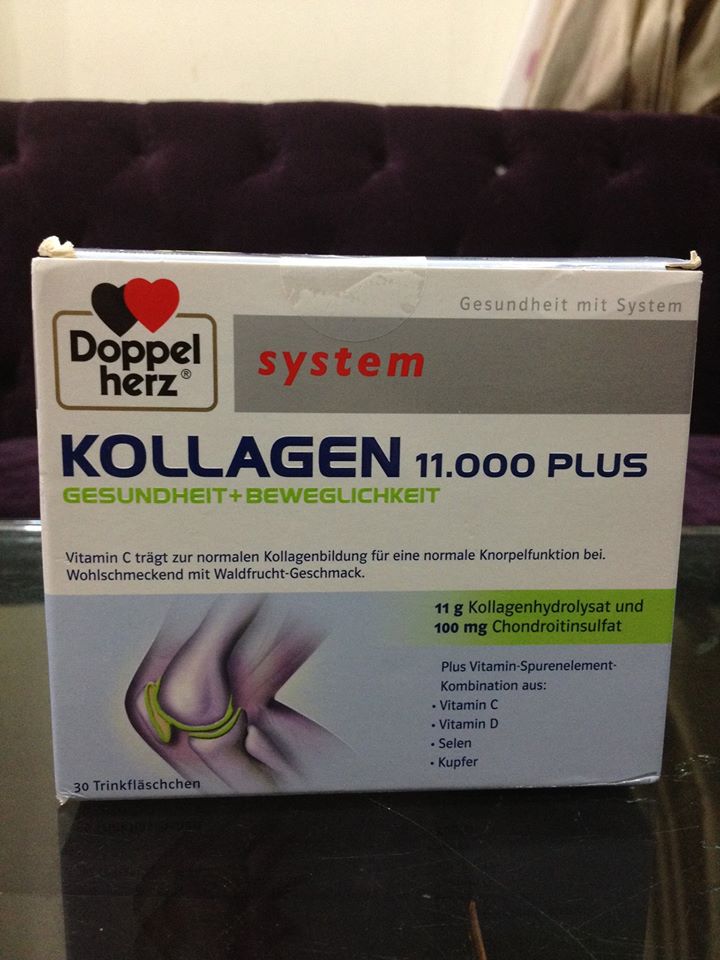 Gesundheit mit System
Doppel
herz®
system
KOLLAGEN 11.000 PLUS
GESUNDHEIT+BEWEGLICHKEIT
Vitamin C trägt zur normalen Kollagenbildung für eine normale Knorpelfunktion bei.
Wohlschmeckend mit Waldfrucht-Geschmack.
11 g Kollagenhydrolysat und
100 mg Chondroitinsulfat
Plus Vitamin-Spurenelement-
Kombination aus:
• Vitamin C
• Vitamin D
• Selen
• Kupfer
30 Trinkfläschchen